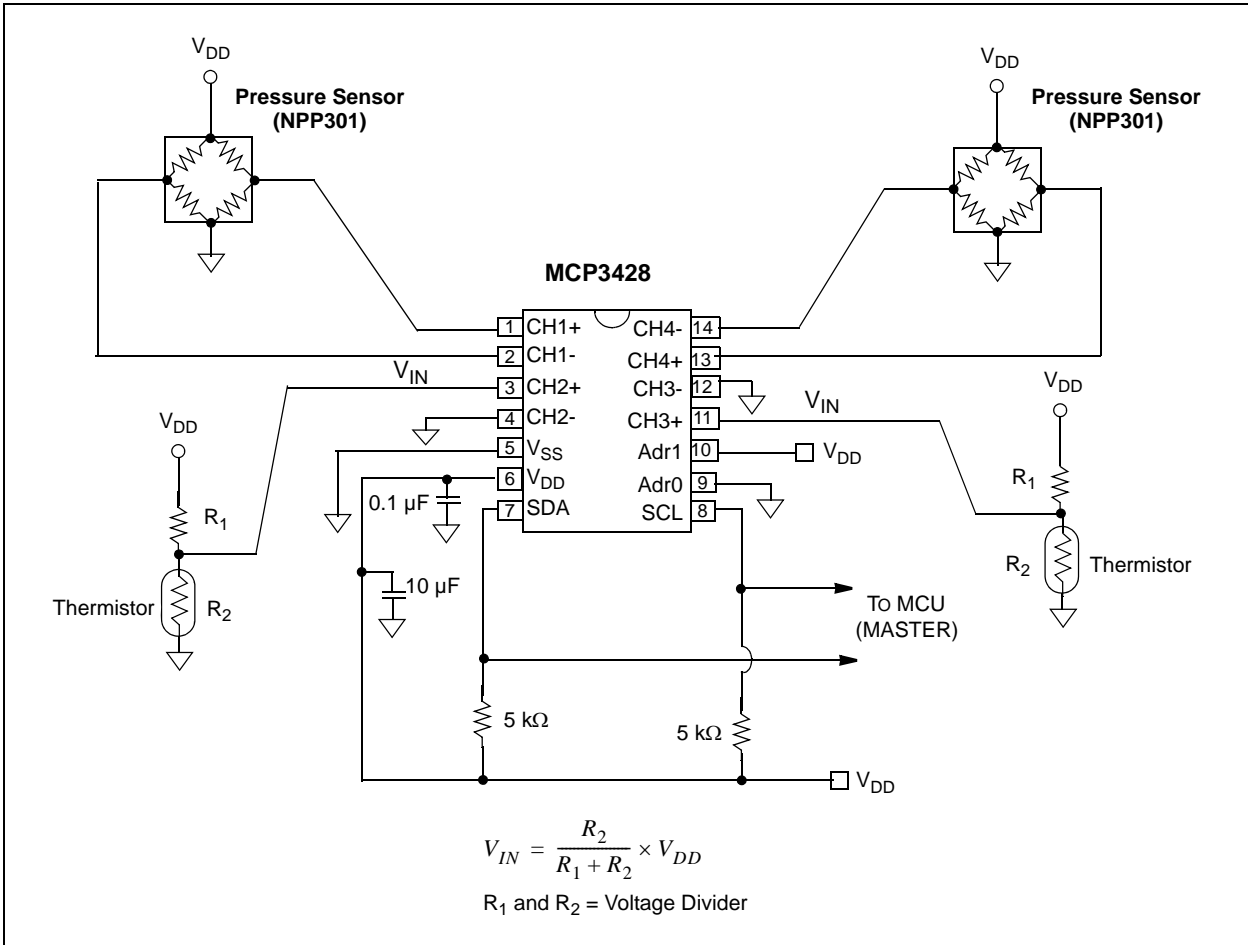 VDD
Pressure Sensor
(NPP301)
VDD
Pressure Sensor
(NPP301)
MCP3428
1 CH1+
2 CH1-
3 CH2+
4 CH2-
5 VSS
6 VDD
7 SDA
CH4- 14
CH4+ 13
CH3- 12
CH3+ 11
Adr1 10
Adr0 9
SCL 8
VIN
VIN
VDD
R1
Thermistor
R2
VDD
0.1 µF
10 µF
VDD
R1
R2
Thermistor
TO MCU
(MASTER)
5 kΩ
5 kΩ
VDD
VIN = R2 / (R1 + R2) × VDD
R1 and R2 = Voltage Divider